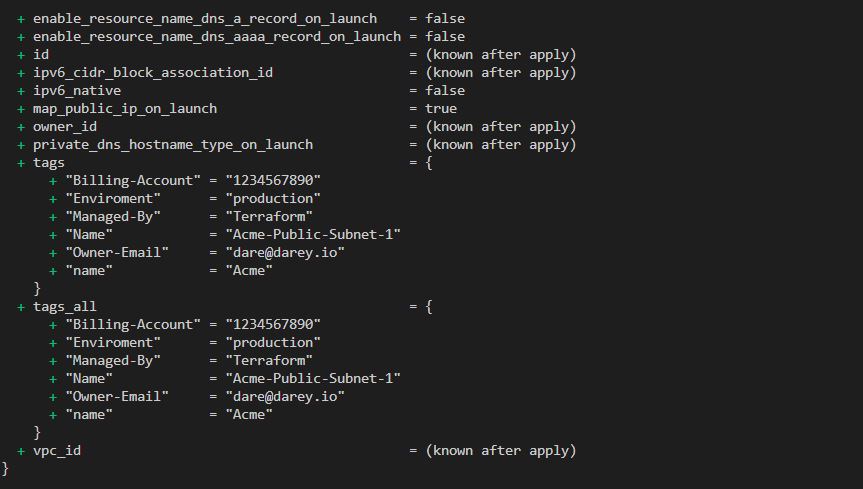 + enable_resource_name_dns_a_record_on_launch    = false
+ enable_resource_name_dns_aaaa_record_on_launch = false
+ id                                             = (known after apply)
+ ipv6_cidr_block_association_id                 = (known after apply)
+ ipv6_native                                    = false
+ map_public_ip_on_launch                        = true
+ owner_id                                       = (known after apply)
+ private_dns_hostname_type_on_launch            = (known after apply)
+ tags                                           = {
    + "Billing-Account" = "1234567890"
    + "Enviroment"      = "production"
    + "Managed-By"      = "Terraform"
    + "Name"            = "Acme-Public-Subnet-1"
    + "Owner-Email"     = "dare@darey.io"
    + "name"            = "Acme"
  }
+ tags_all                                       = {
    + "Billing-Account" = "1234567890"
    + "Enviroment"      = "production"
    + "Managed-By"      = "Terraform"
    + "Name"            = "Acme-Public-Subnet-1"
    + "Owner-Email"     = "dare@darey.io"
    + "name"            = "Acme"
  }
+ vpc_id                                         = (known after apply)
}